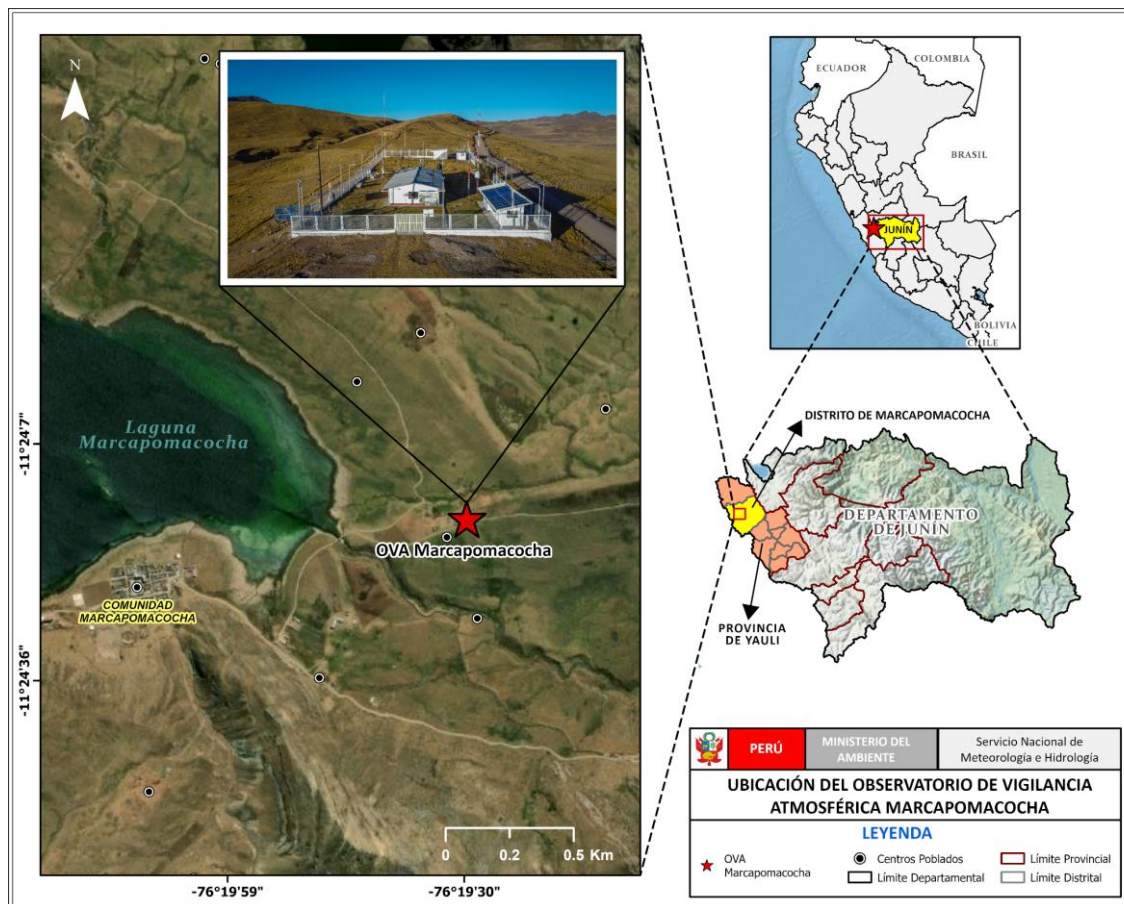 N
Laguna
Marcapomacocha
OVA Marcapomacocha
COMUNIDAD
MARCAPOMACOCHA
-11°24'7"
-11°24'36"
-76°19'59"
-76°19'30"
0 0.2 0.5 Km
ECUADOR
COLOMBIA
BRASIL
JUNÍN
BOLIVIA
CHILE
DISTRITO DE MARCAPOMACOCHA
DEPARTAMENTO
DE JUNÍN
PROVINCIA
DE YAULI
PERÚ
MINISTERIO DEL
AMBIENTE
Servicio Nacional de
Meteorología e Hidrología
UBICACIÓN DEL OBSERVATORIO DE VIGILANCIA
ATMOSFÉRICA MARCAPOMACOCHA
LEYENDA
OVA
Marcapomacocha
Centros Poblados
Límite Departamental
Límite Provincial
Límite Distrital